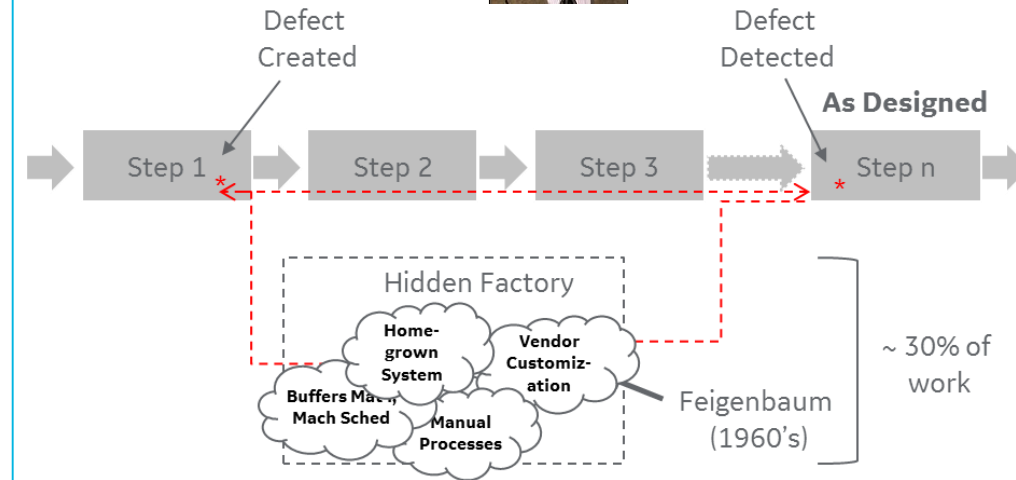 Defect
Created
Defect
Detected
As Designed
Step 1
Step 2
Step 3
Step n
*
*
Hidden Factory
Home-
grown
System
Vendor
Customiz-
ation
Buffers
Mach Sched
Manual
Processes
~ 30% of
work
Feigenbaum
(1960's)